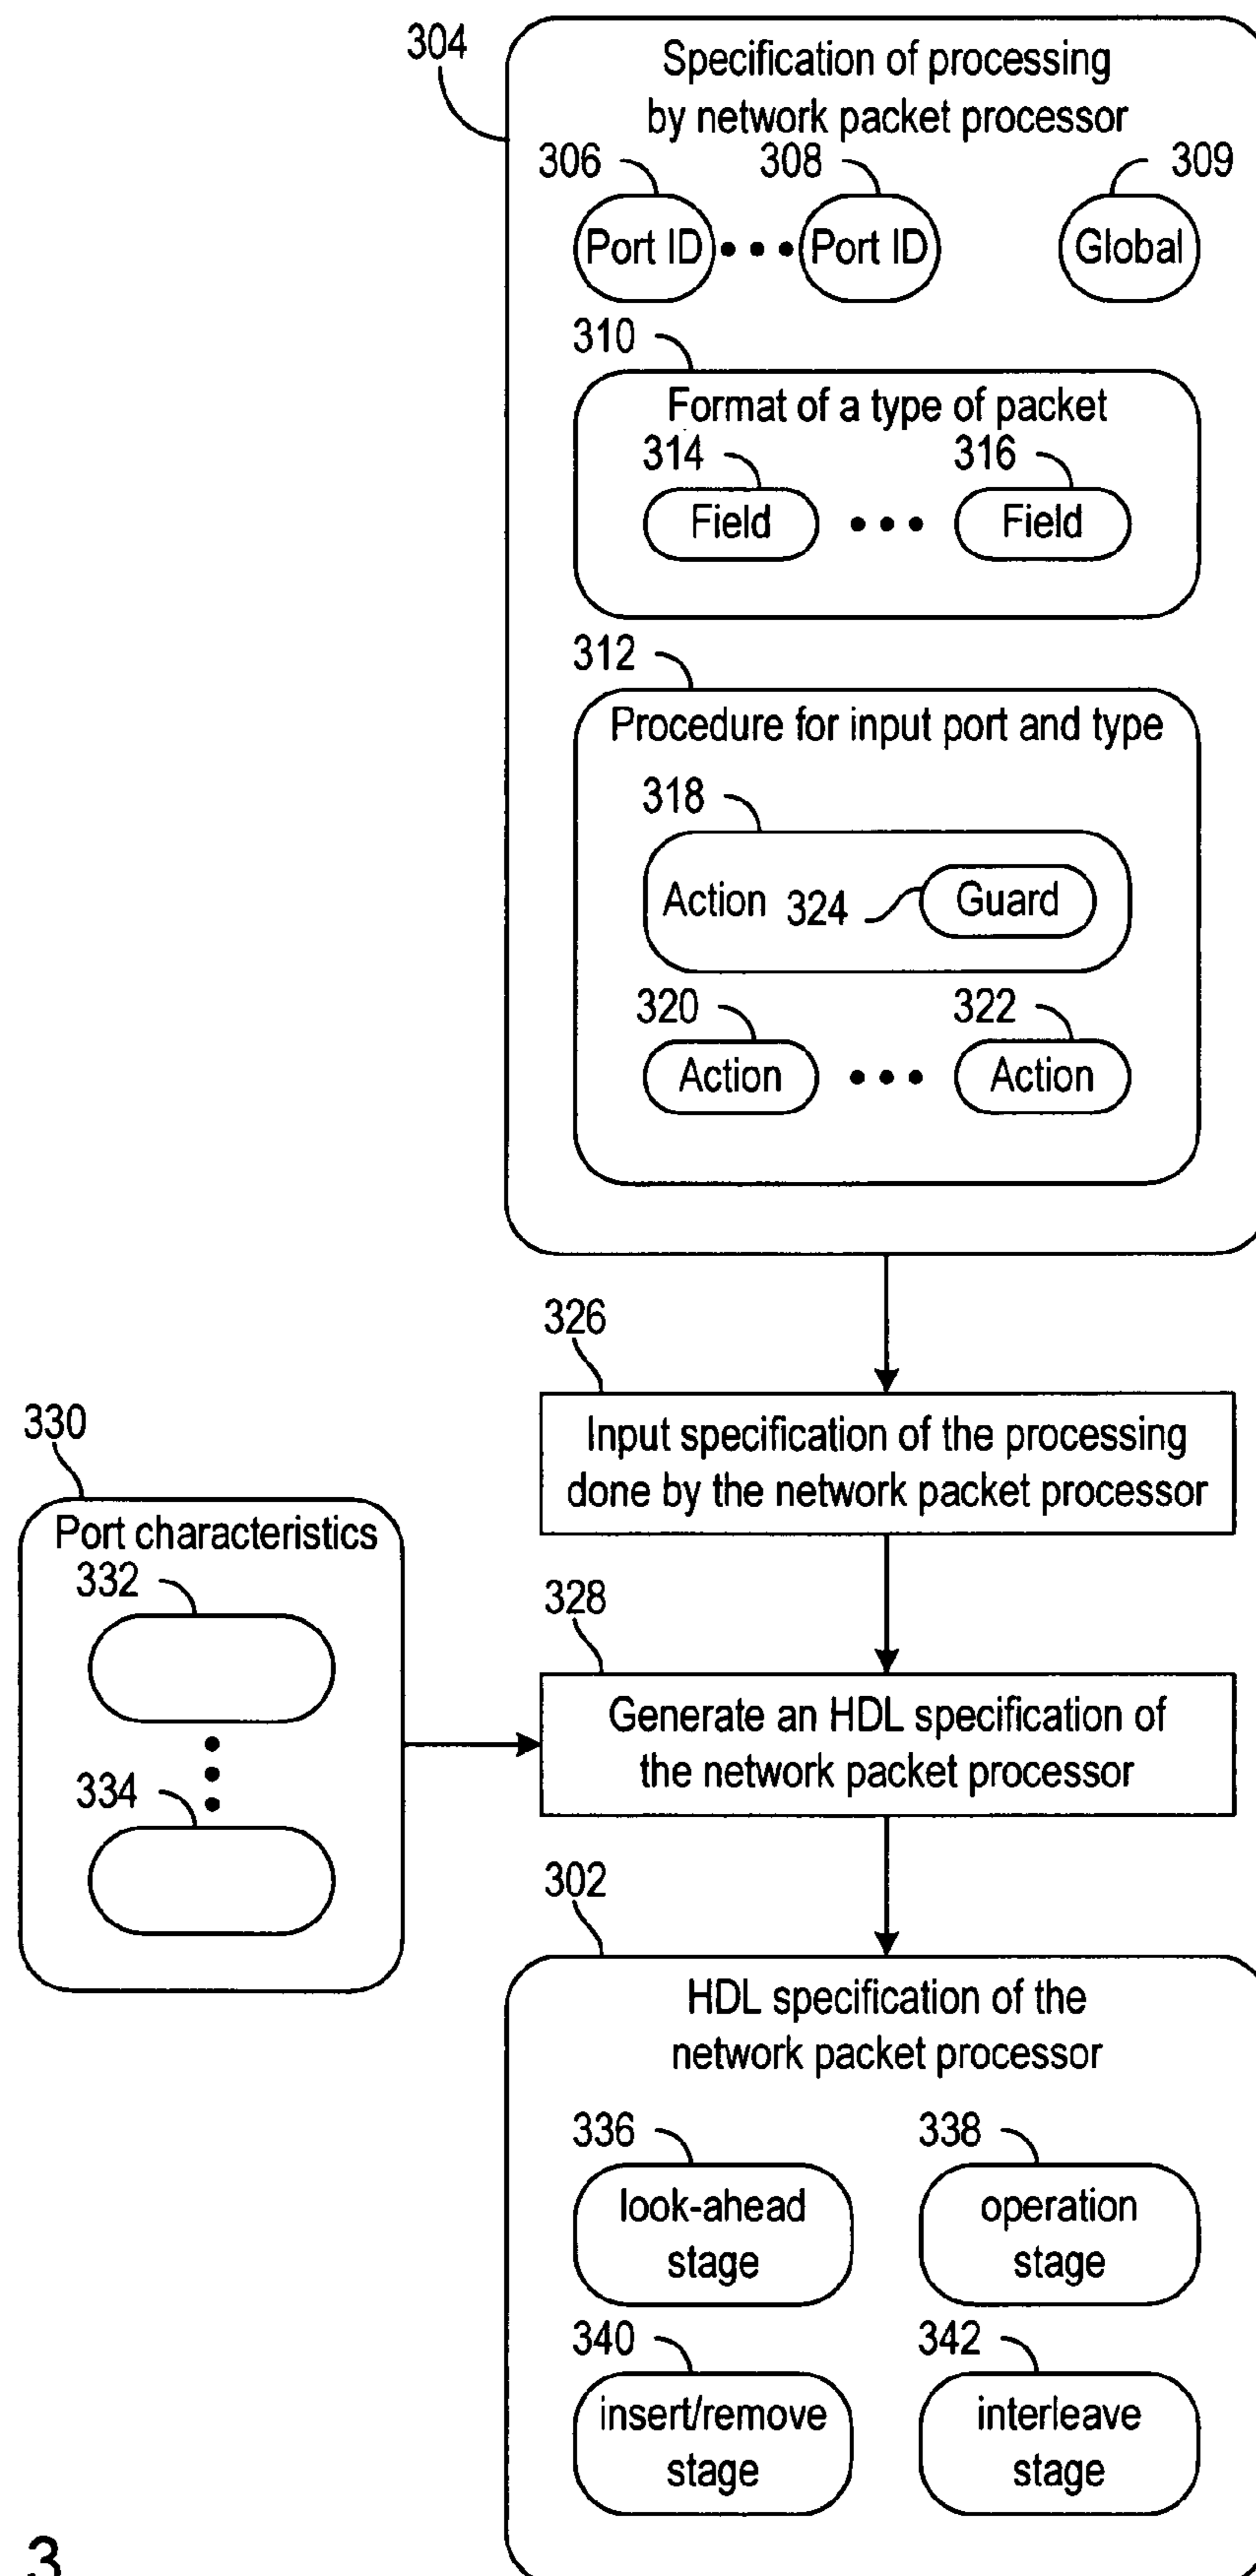 304
Specification of processing
by network packet processor
306 308 309
Port ID Port ID Global
310
Format of a type of packet
314 316
Field Field
312
Procedure for input port and type
318
Action 324 Guard
320 322
Action Action
326
Input specification of the processing
done by the network packet processor
330
Port characteristics
332
334
328
Generate an HDL specification of
the network packet processor
302
HDL specification of the
network packet processor
336 338
look-ahead operation
stage stage
340 342
insert/remove interleave
stage stage
3